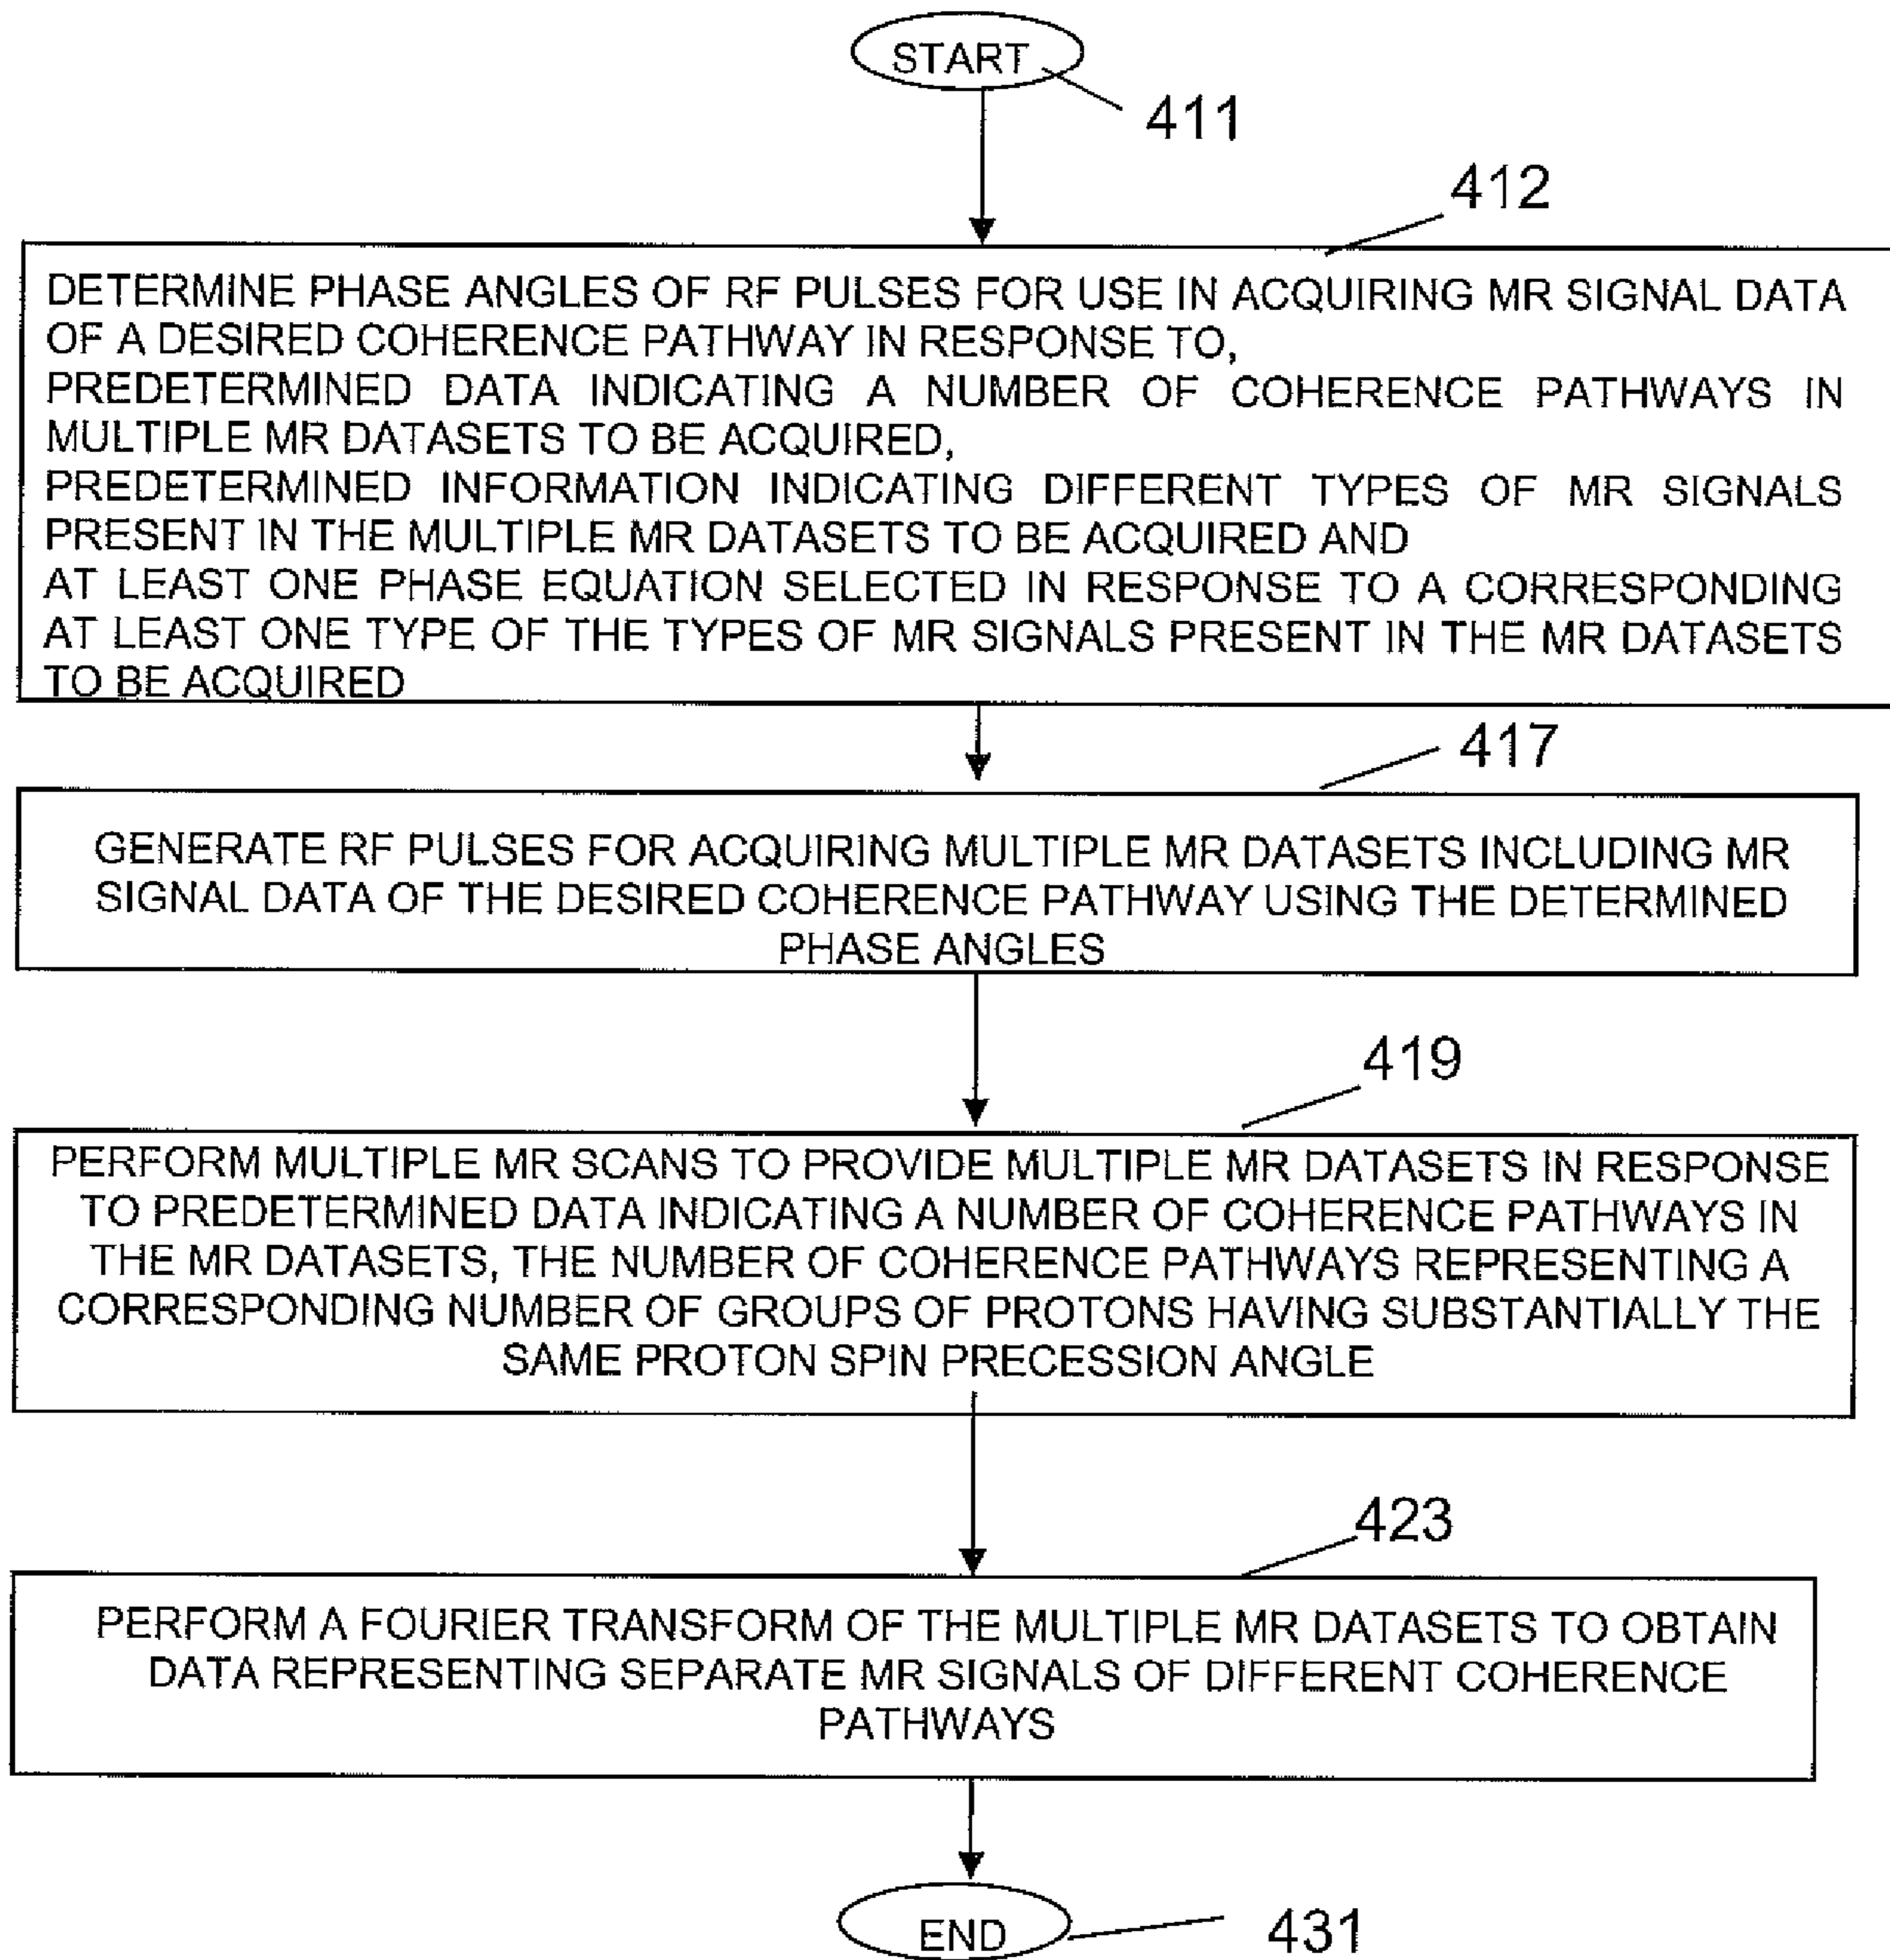 START
411
412
DETERMINE PHASE ANGLES OF RF PULSES FOR USE IN ACQUIRING MR SIGNAL DATA
OF A DESIRED COHERENCE PATHWAY IN RESPONSE TO,
PREDETERMINED DATA INDICATING A NUMBER OF COHERENCE PATHWAYS IN
MULTIPLE MR DATASETS TO BE ACQUIRED,
PREDETERMINED INFORMATION INDICATING DIFFERENT TYPES OF MR SIGNALS
PRESENT IN THE MULTIPLE MR DATASETS TO BE ACQUIRED AND
AT LEAST ONE PHASE EQUATION SELECTED IN RESPONSE TO A CORRESPONDING
AT LEAST ONE TYPE OF THE TYPES OF MR SIGNALS PRESENT IN THE MR DATASETS
TO BE ACQUIRED
417
GENERATE RF PULSES FOR ACQUIRING MULTIPLE MR DATASETS INCLUDING MR
SIGNAL DATA OF THE DESIRED COHERENCE PATHWAY USING THE DETERMINED
PHASE ANGLES
419
PERFORM MULTIPLE MR SCANS TO PROVIDE MULTIPLE MR DATASETS IN RESPONSE
TO PREDETERMINED DATA INDICATING A NUMBER OF COHERENCE PATHWAYS IN
THE MR DATASETS, THE NUMBER OF COHERENCE PATHWAYS REPRESENTING A
CORRESPONDING NUMBER OF GROUPS OF PROTONS HAVING SUBSTANTIALLY THE
SAME PROTON SPIN PRECESSION ANGLE
423
PERFORM A FOURIER TRANSFORM OF THE MULTIPLE MR DATASETS TO OBTAIN
DATA REPRESENTING SEPARATE MR SIGNALS OF DIFFERENT COHERENCE
PATHWAYS
END
431